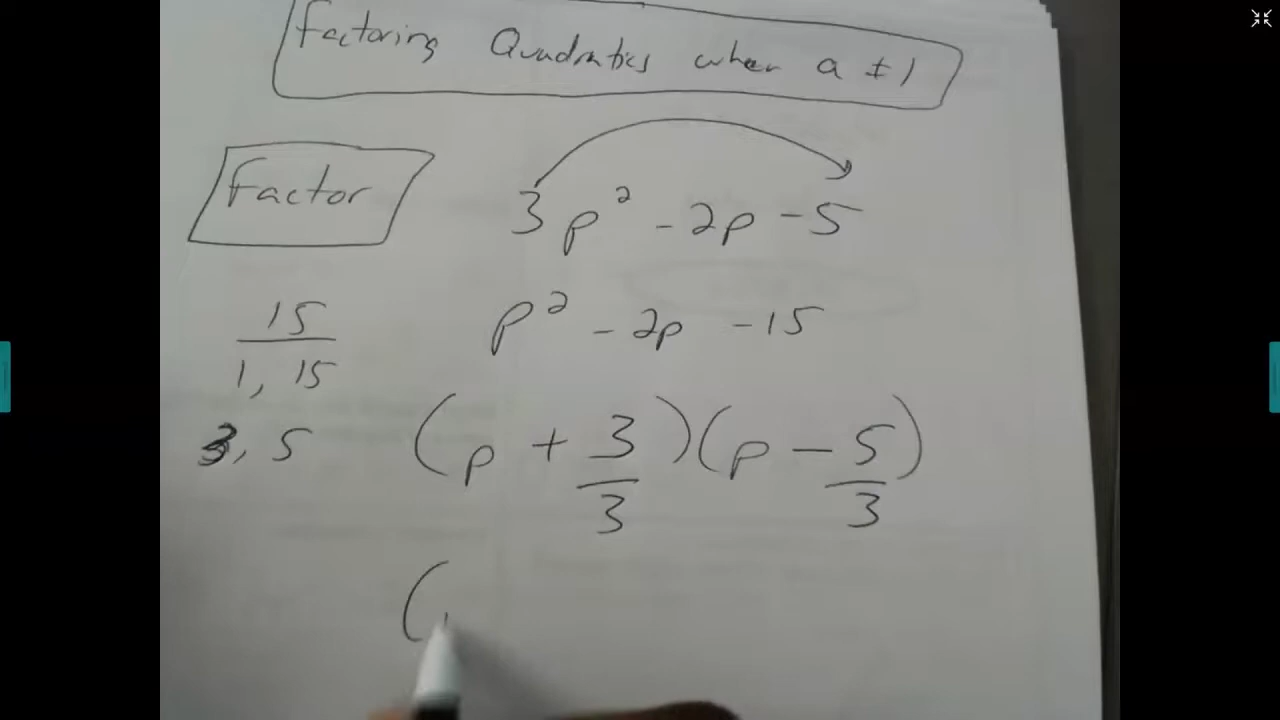 Factoring Quadratics when a ≠ 1
Factor
3p² - 2p - 5
p² - 2p - 15
15
1, 15
3, 5
(p + 3/3)(p - 5/3)
(